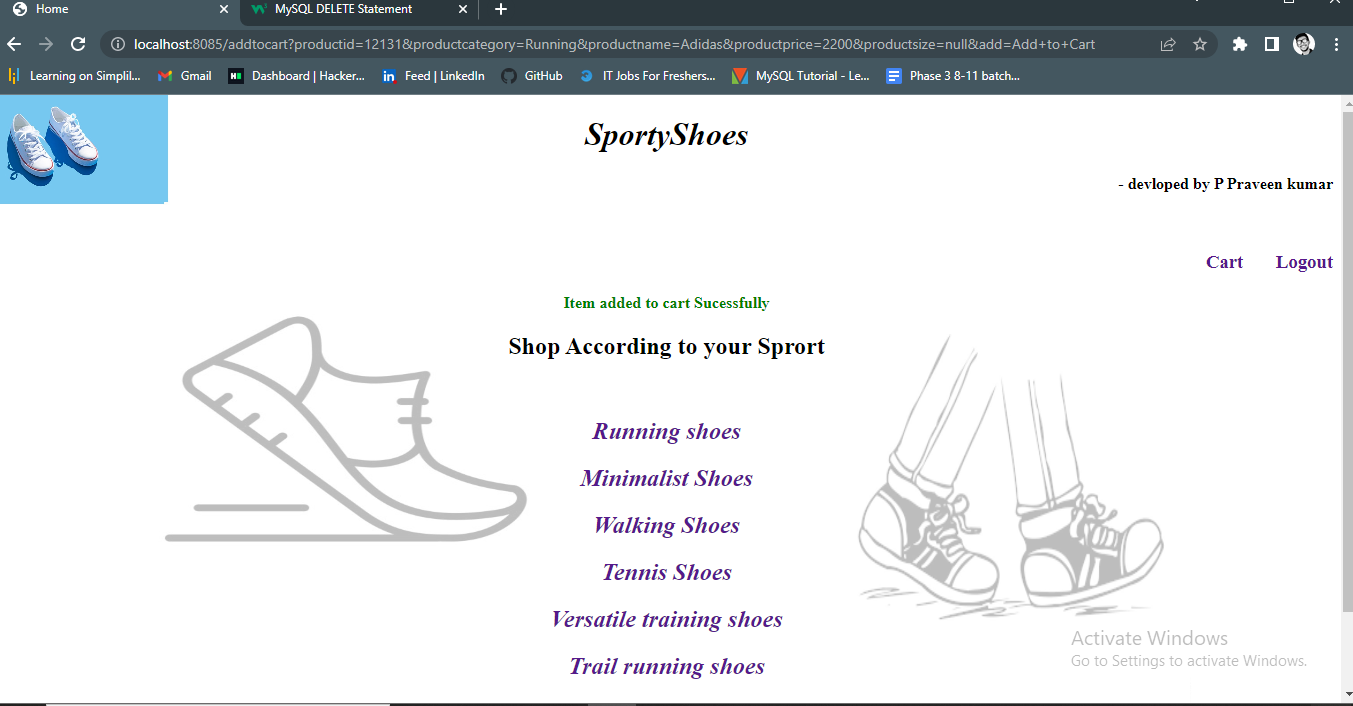 Home
MySQL DELETE Statement
localhost:8085/addtocart?productid=12131&productcategory=Running&productname=Adidas&productprice=2200&productsize=null&add=Add+to+Cart
Learning on Simplil... Gmail Dashboard | Hacker... Feed | LinkedIn GitHub IT Jobs For Freshers... MySQL Tutorial - Le... Phase 3 8-11 batch...
SportyShoes
- devloped by P Praveen kumar
Cart Logout
Item added to cart Sucessfully
Shop According to your Sprort
Running shoes
Minimalist Shoes
Walking Shoes
Tennis Shoes
Versatile training shoes
Trail running shoes
Activate Windows
Go to Settings to activate Windows.